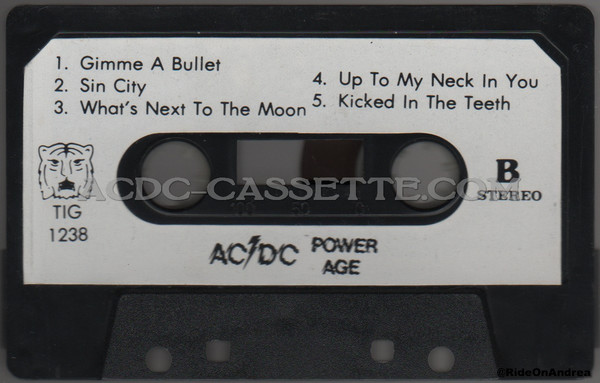 1. Gimme A Bullet
2. Sin City
3. What's Next To The Moon
4. Up To My Neck In You
5. Kicked In The Teeth
ACDC-CASSETTE.COM
TIG
1238
B
STEREO
AC/DC POWER
AGE
©RideOnAndrea